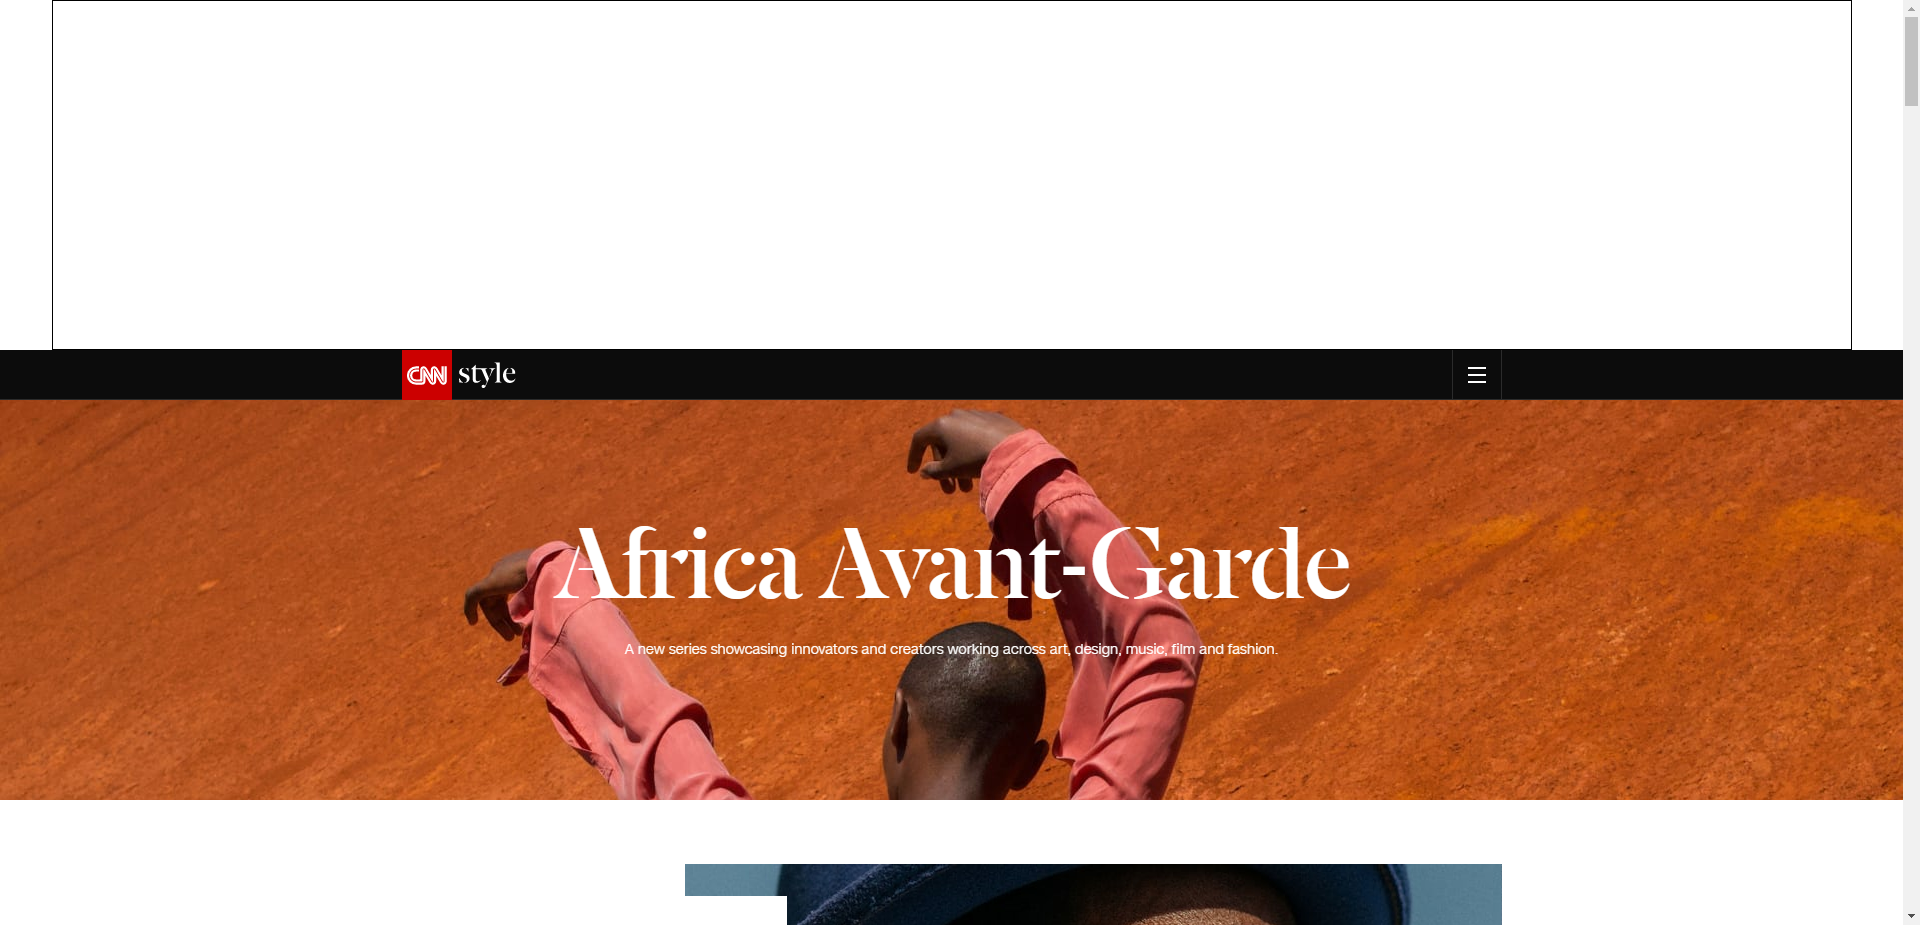 CNN style
Africa Avant-Garde
A new series showcasing innovators and creators working across art, design, music, film and fashion.